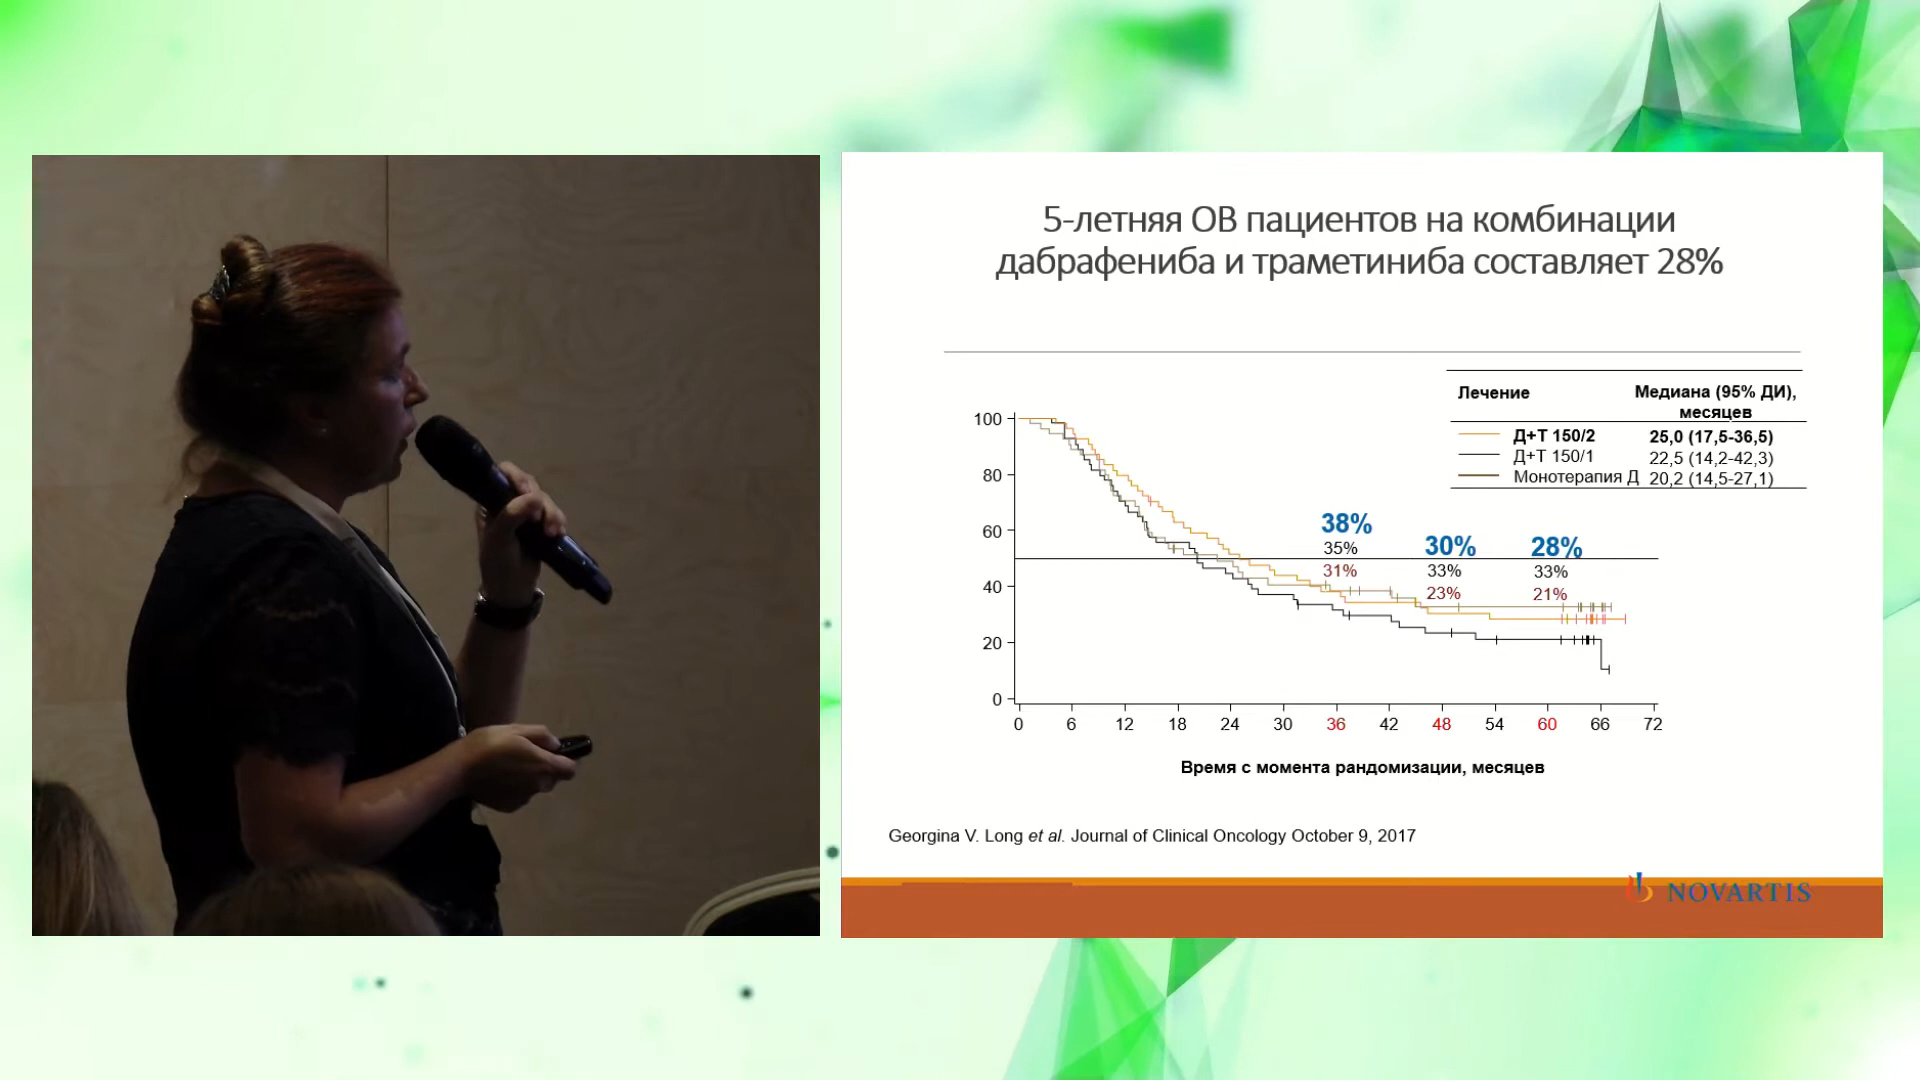 5-летняя ОВ пациентов на комбинации
дабрафениба и траметиниба составляет 28%
Лечение Медиана (95% ДИ),
месяцев
Д+Т 150/2 25,0 (17,5-36,5)
Д+Т 150/1 22,5 (14,2-42,3)
Монотерапия Д 20,2 (14,5-27,1)
100
80
60
40
20
0
38%
35%
31%
30%
33%
23%
28%
33%
21%
0 6 12 18 24 30 36 42 48 54 60 66 72
Время с момента рандомизации, месяцев
Georgina V. Long et al. Journal of Clinical Oncology October 9, 2017
NOVARTIS